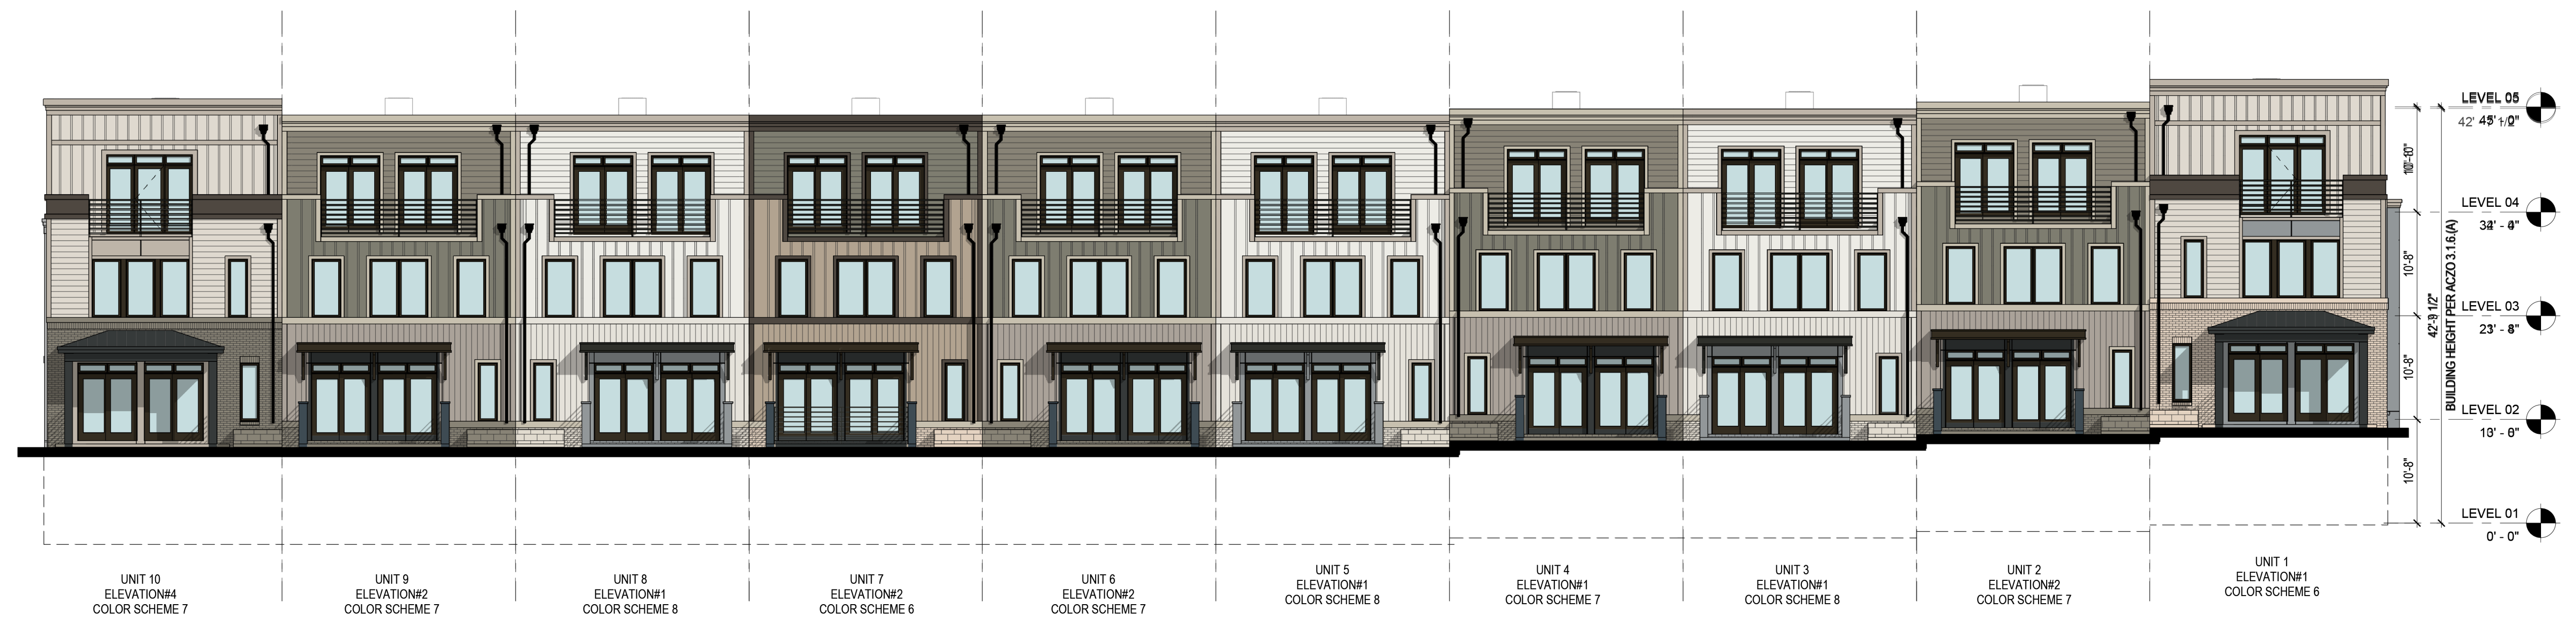 LEVEL 05
LEVEL 04
LEVEL 03
LEVEL 02
LEVEL 01
0' - 0"
10'-8"
10'-8"
10'-8"
BUILDING HEIGHT PER ACZO 3.1.6.(A)
UNIT 10
ELEVATION#4
COLOR SCHEME 7
UNIT 9
ELEVATION#2
COLOR SCHEME 7
UNIT 8
ELEVATION#1
COLOR SCHEME 8
UNIT 7
ELEVATION#2
COLOR SCHEME 6
UNIT 6
ELEVATION#2
COLOR SCHEME 7
UNIT 5
ELEVATION#1
COLOR SCHEME 8
UNIT 4
ELEVATION#1
COLOR SCHEME 7
UNIT 3
ELEVATION#1
COLOR SCHEME 8
UNIT 2
ELEVATION#2
COLOR SCHEME 7
UNIT 1
ELEVATION#1
COLOR SCHEME 6